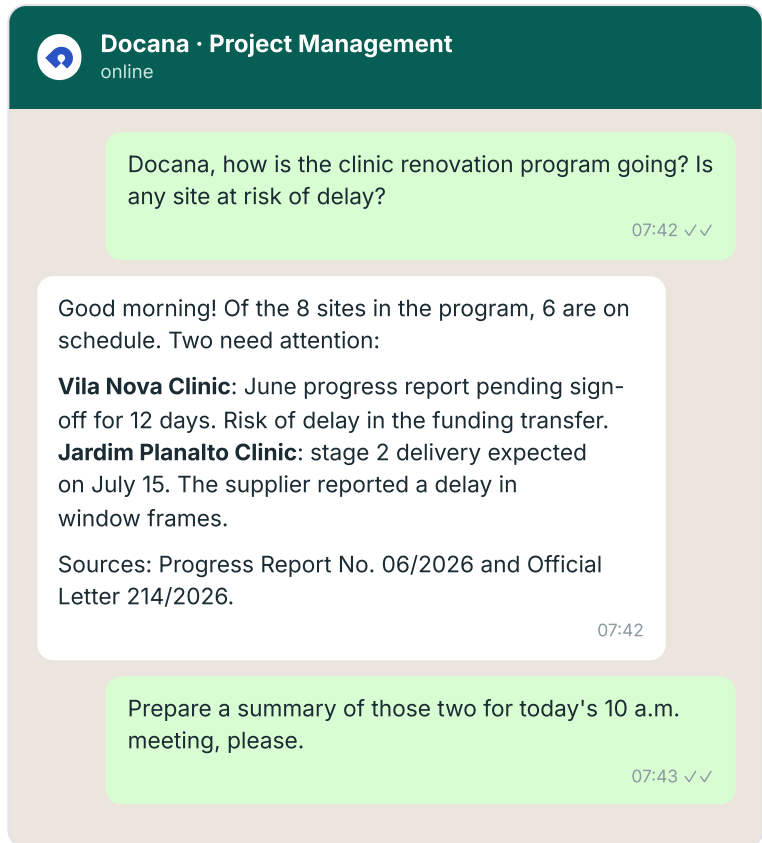 Docana · Project Management
online
Docana, how is the clinic renovation program going? Is
any site at risk of delay?
07:42 ✓✓
Good morning! Of the 8 sites in the program, 6 are on
schedule. Two need attention:
Vila Nova Clinic: June progress report pending sign-
off for 12 days. Risk of delay in the funding transfer.
Jardim Planalto Clinic: stage 2 delivery expected
on July 15. The supplier reported a delay in
window frames.
Sources: Progress Report No. 06/2026 and Official
Letter 214/2026.
07:42
Prepare a summary of those two for today's 10 a.m.
meeting, please.
07:43 ✓✓